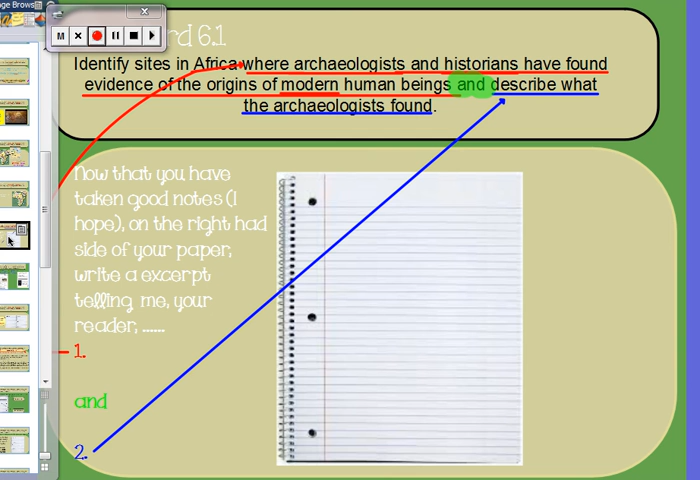 ge Brows
M
rd 6.1
Identify sites in Africa where archaeologists and historians have found
evidence of the origins of modern human beings and describe what
the archaeologists found.
Now that you have
taken good notes (I
hope), on the right had
side of your paper,
write a excerpt
telling me, your
reader, ......
1.
and
2.